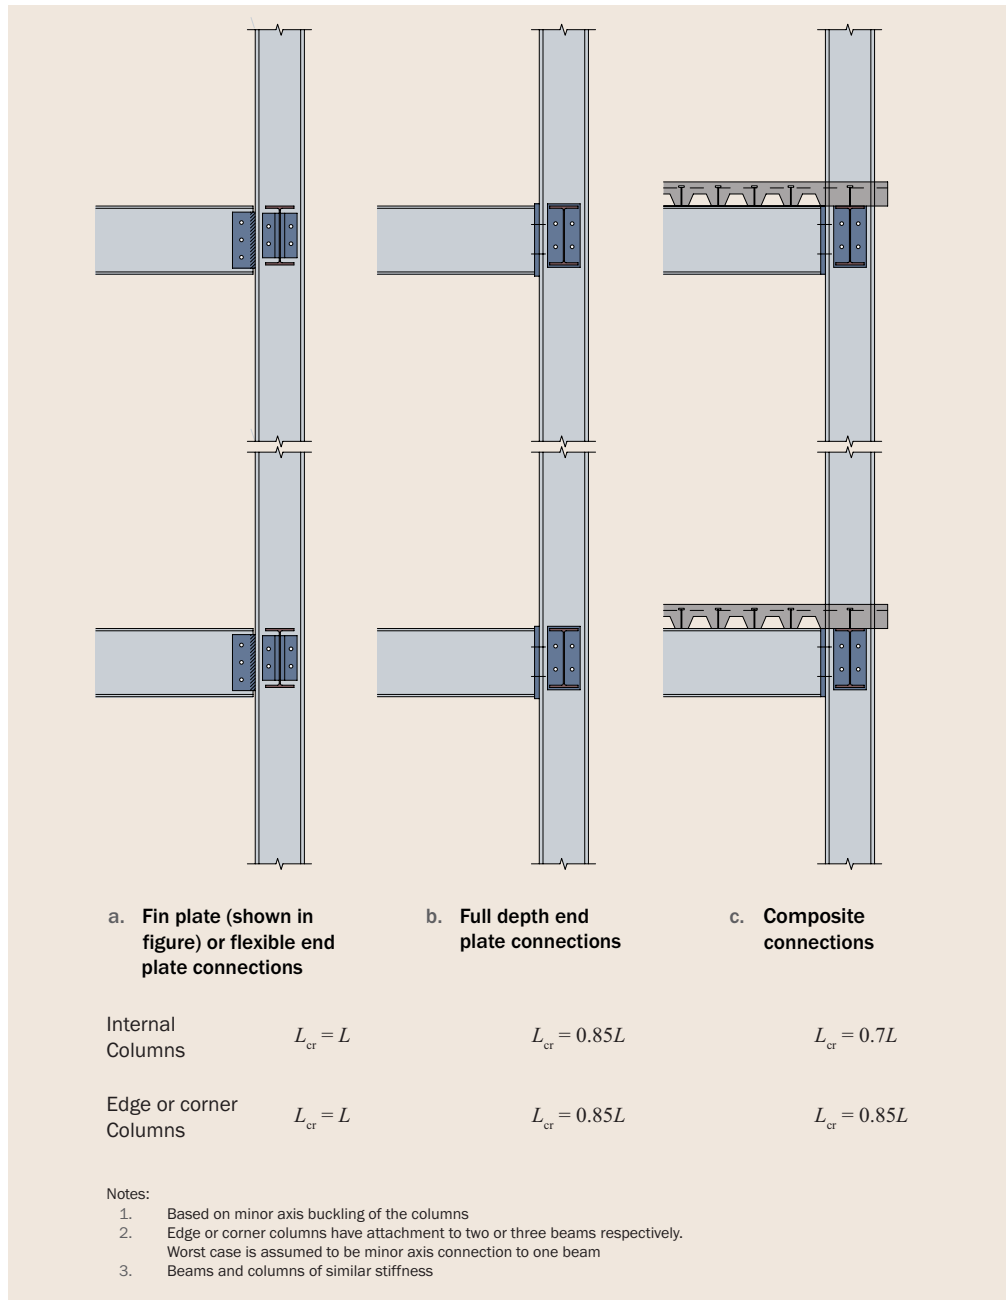 a. Fin plate (shown in
figure) or flexible end
plate connections
b. Full depth end
plate connections
c. Composite
connections
Internal
Columns
L_cr = L
L_cr = 0.85L
L_cr = 0.7L
Edge or corner
Columns
L_cr = L
L_cr = 0.85L
L_cr = 0.85L
Notes:
1. Based on minor axis buckling of the columns
2. Edge or corner columns have attachment to two or three beams respectively.
Worst case is assumed to be minor axis connection to one beam
3. Beams and columns of similar stiffness